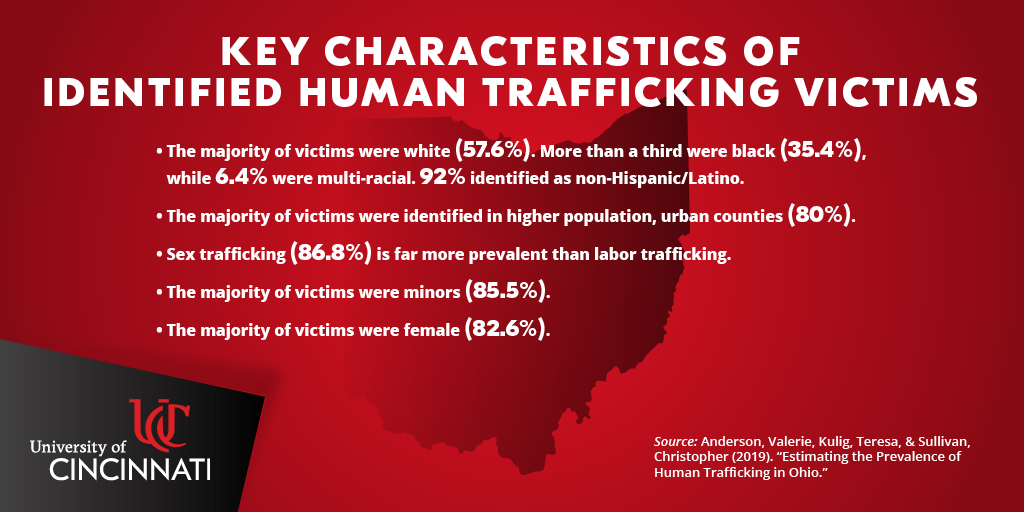 KEY CHARACTERISTICS OF
IDENTIFIED HUMAN TRAFFICKING VICTIMS
• The majority of victims were white (57.6%). More than a third were black (35.4%),
while 6.4% were multi-racial. 92% identified as non-Hispanic/Latino.
• The majority of victims were identified in higher population, urban counties (80%).
• Sex trafficking (86.8%) is far more prevalent than labor trafficking.
• The majority of victims were minors (85.5%).
• The majority of victims were female (82.6%).
UC
University of
CINCINNATI
Source: Anderson, Valerie, Kulig, Teresa, & Sullivan,
Christopher (2019). “Estimating the Prevalence of
Human Trafficking in Ohio.”